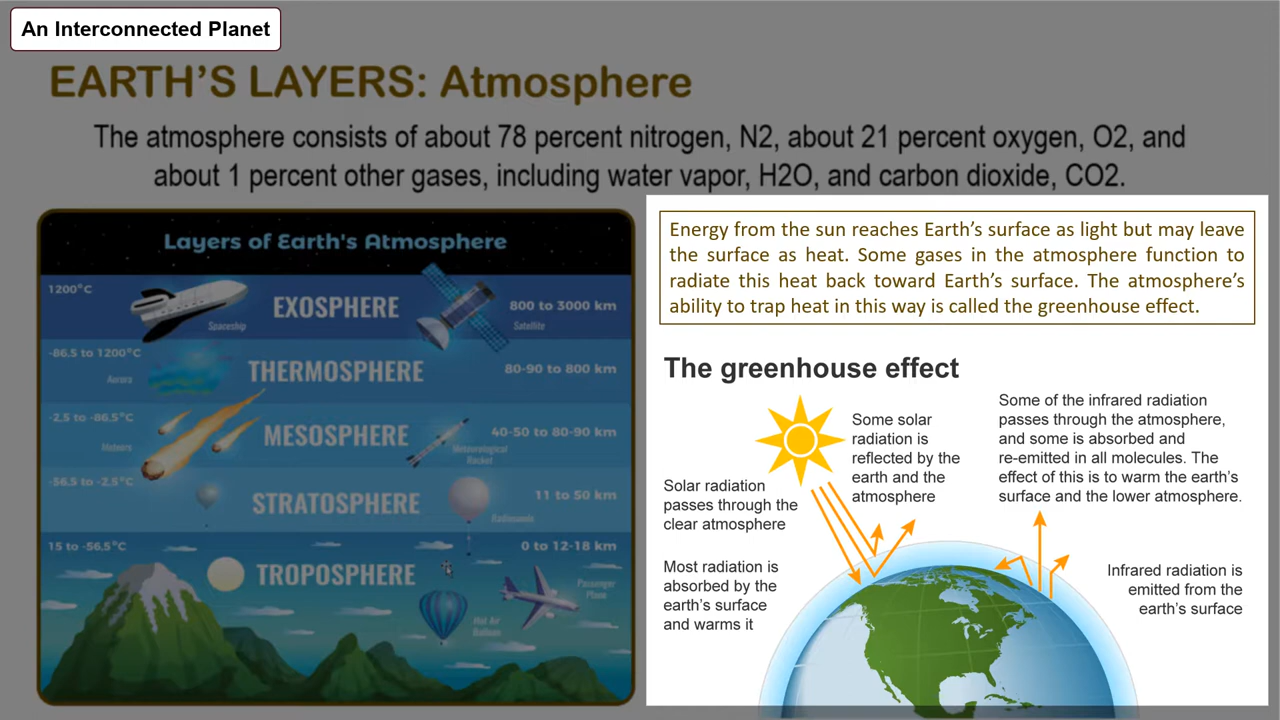 An Interconnected Planet
EARTH'S LAYERS: Atmosphere
The atmosphere consists of about 78 percent nitrogen, N2, about 21 percent oxygen, O2, and
about 1 percent other gases, including water vapor, H2O, and carbon dioxide, CO2.
Layers of Earth's Atmosphere
1200°C
EXOSPHERE
800 to 3000 km
Spaceship
Satellite
-86.5 to 1200°C
THERMOSPHERE
80-90 to 800 km
Aurora
-2.5 to -86.5°C
MESOSPHERE
40-50 to 80-90 km
Meteors
Meteorological
Rocket
-56.5 to -2.5°C
STRATOSPHERE
11 to 50 km
Radiosonde
15 to -56.5°C
TROPOSPHERE
0 to 12-18 km
Passenger
Plane
Hot Air
Balloon
Energy from the sun reaches Earth's surface as light but may leave
the surface as heat. Some gases in the atmosphere function to
radiate this heat back toward Earth's surface. The atmosphere's
ability to trap heat in this way is called the greenhouse effect.
The greenhouse effect
Solar radiation
passes through the
clear atmosphere
Some solar
radiation is
reflected by the
earth and the
atmosphere
Some of the infrared radiation
passes through the atmosphere,
and some is absorbed and
re-emitted in all molecules. The
effect of this is to warm the earth's
surface and the lower atmosphere.
Most radiation is
absorbed by the
earth's surface
and warms it
Infrared radiation is
emitted from the
earth's surface